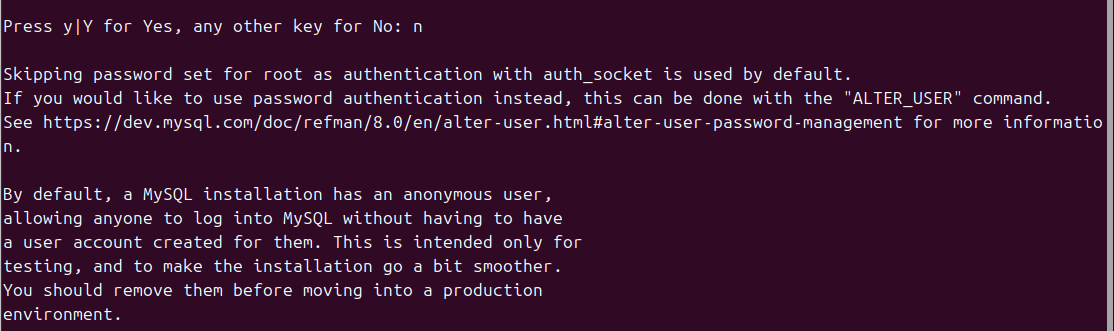 Press y|Y for Yes, any other key for No: n
Skipping password set for root as authentication with auth_socket is used by default.
If you would like to use password authentication instead, this can be done with the "ALTER_USER" command.
See https://dev.mysql.com/doc/refman/8.0/en/alter-user.html#alter-user-password-management for more informatio
n.
By default, a MySQL installation has an anonymous user,
allowing anyone to log into MySQL without having to have
a user account created for them. This is intended only for
testing, and to make the installation go a bit smoother.
You should remove them before moving into a production
environment.